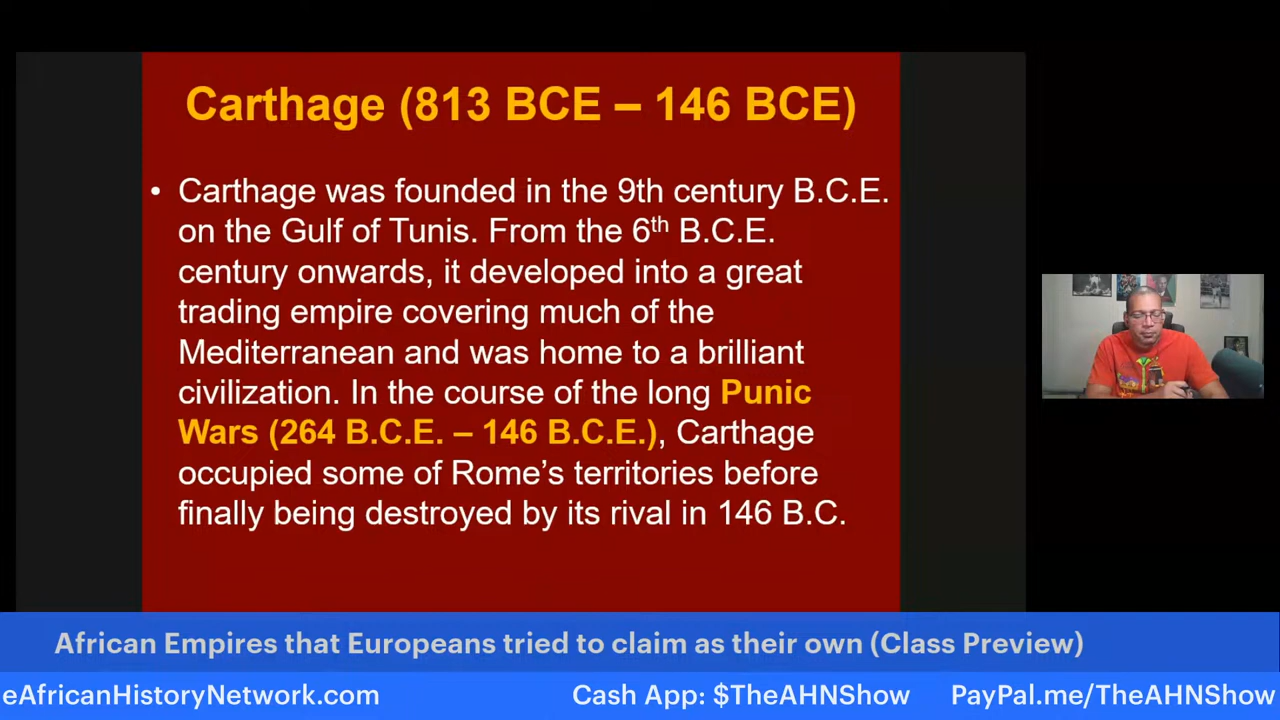 Carthage (813 BCE – 146 BCE)
• Carthage was founded in the 9th century B.C.E.
on the Gulf of Tunis. From the 6th B.C.E.
century onwards, it developed into a great
trading empire covering much of the
Mediterranean and was home to a brilliant
civilization. In the course of the long Punic
Wars (264 B.C.E. – 146 B.C.E.), Carthage
occupied some of Rome’s territories before
finally being destroyed by its rival in 146 B.C.
African Empires that Europeans tried to claim as their own (Class Preview)
eAfricanHistoryNetwork.com Cash App: $TheAHNShow PayPal.me/TheAHNShow